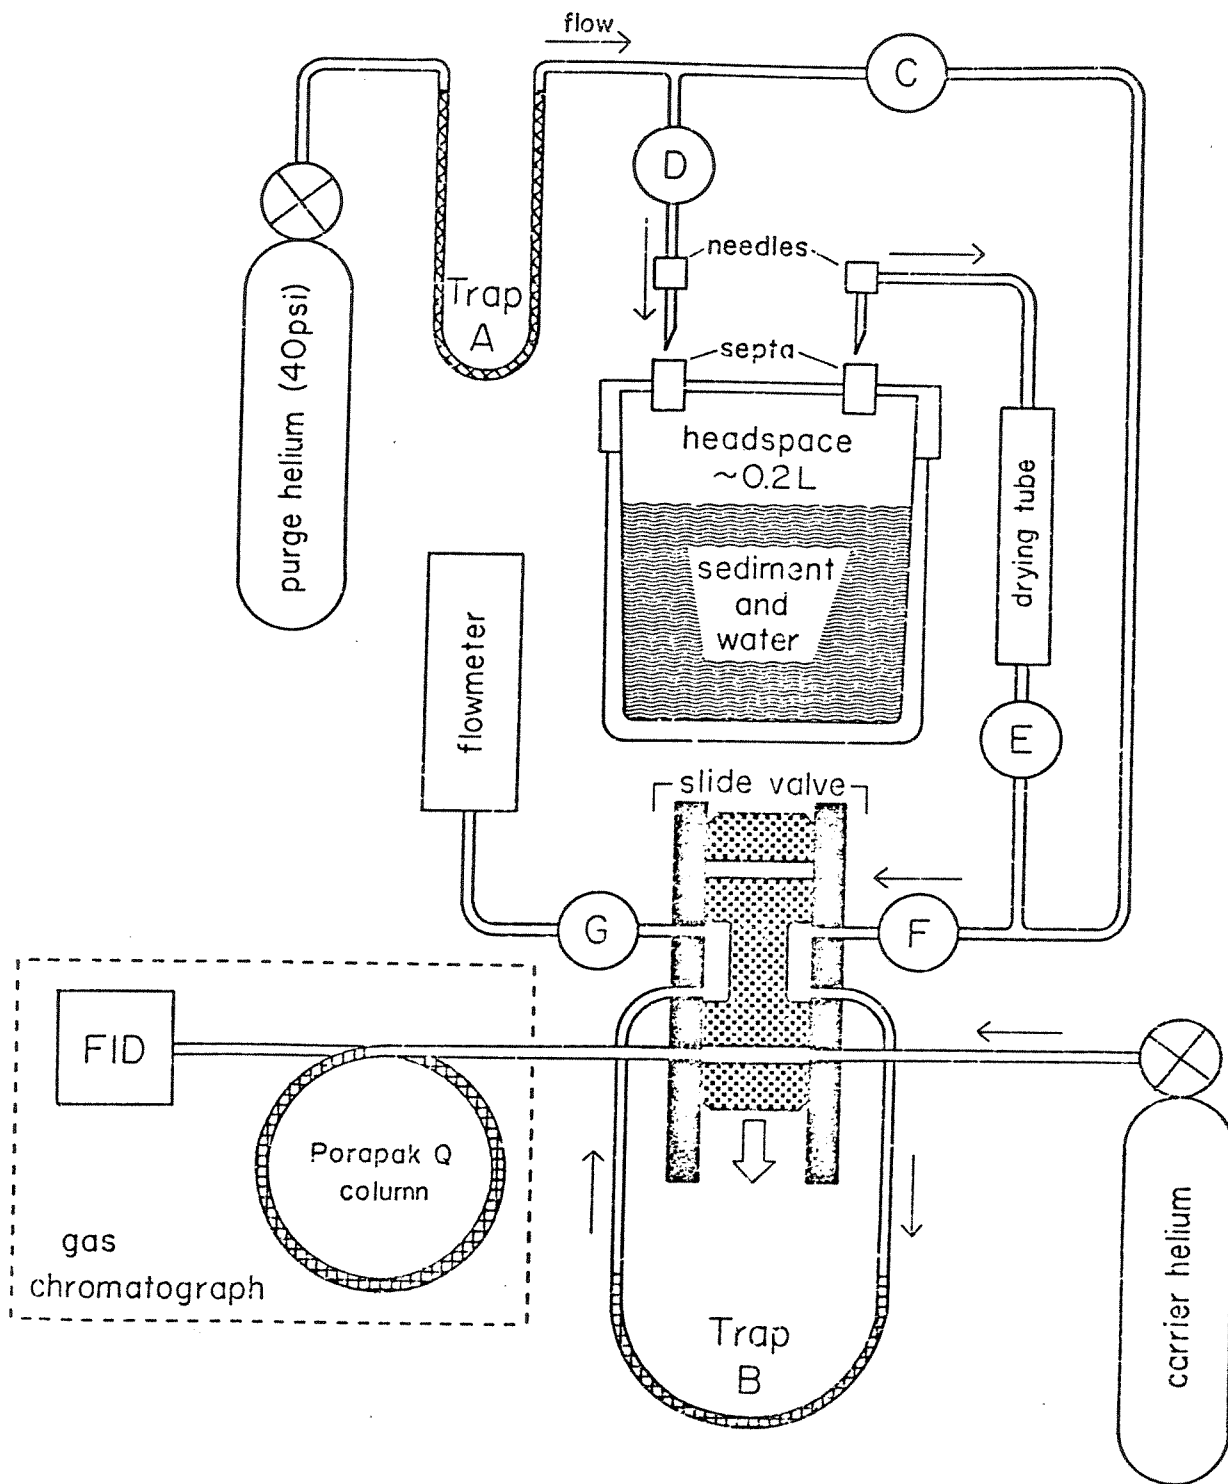 flow
C
D
needles
Trap
A
purge helium (40psi)
septa
headspace
~0.2L
drying tube
sediment
and
water
flowmeter
E
slide valve
G
F
FID
Porapak Q
column
gas
chromatograph
Trap
B
carrier helium